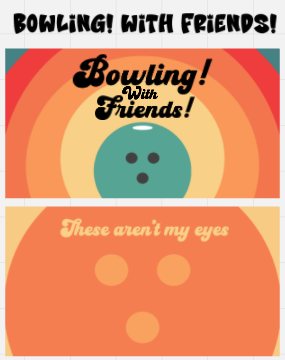 BOWLING! WITH FRIENDS!
Bowling!
With
Friends!
These aren't my eyes